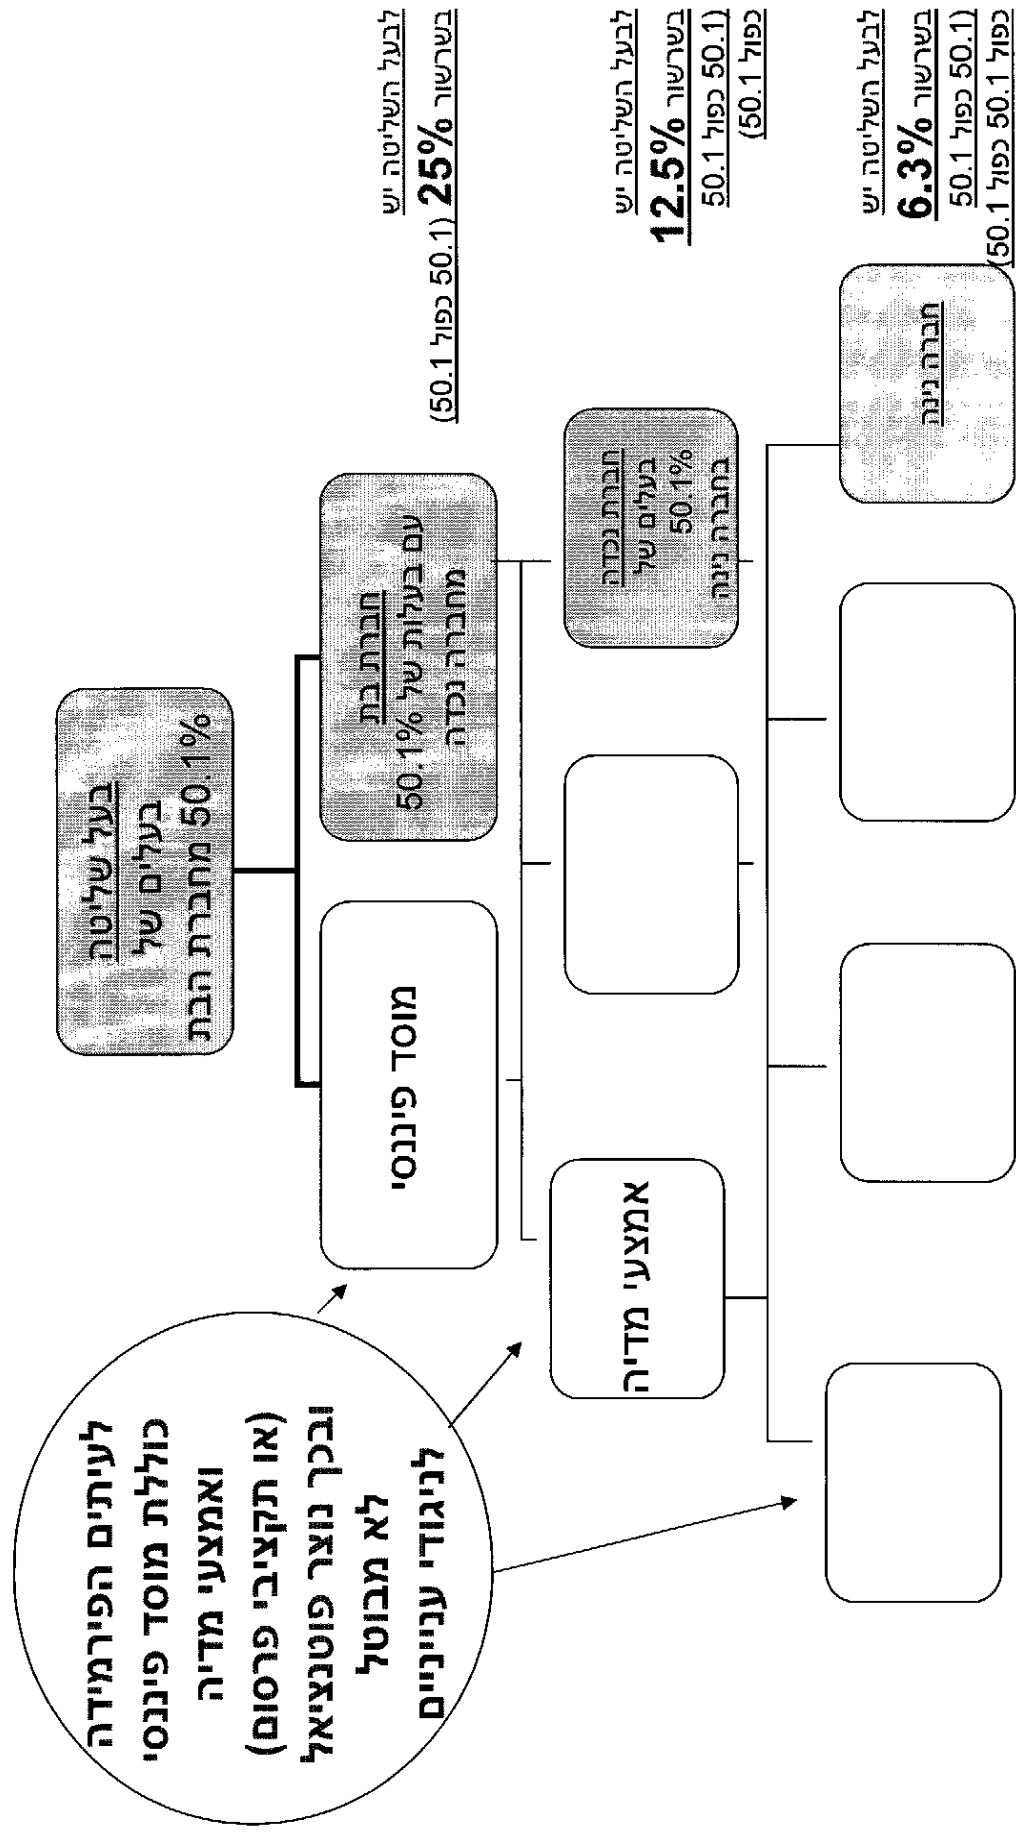 בעל שליטה
בעלים של
50.1% מחברת הבת
לעיתים הפירמידה
כוללת מוסד פיננסי
ואמצעי מדיה
(או תקציבי פרסום)
ובכך נוצר פוטנציאל
לא מבוטל
לניגודי ענייניים
חברת בת
עם בעלות של 50.1%
מחברה נכדה
מוסד פיננסי
לבעל השליטה יש
בשרשור 25% (50.1 כפול 50.1)
חברת נכדה
בעלים של
50.1%
בחברה נינה
אמצעי מדיה
לבעל השליטה יש
בשרשור 12.5%
(50.1 כפול 50.1
כפול 50.1)
חברה נינה
לבעל השליטה יש
בשרשור 6.3%
(50.1 כפול 50.1
כפול 50.1 כפול 50.1)